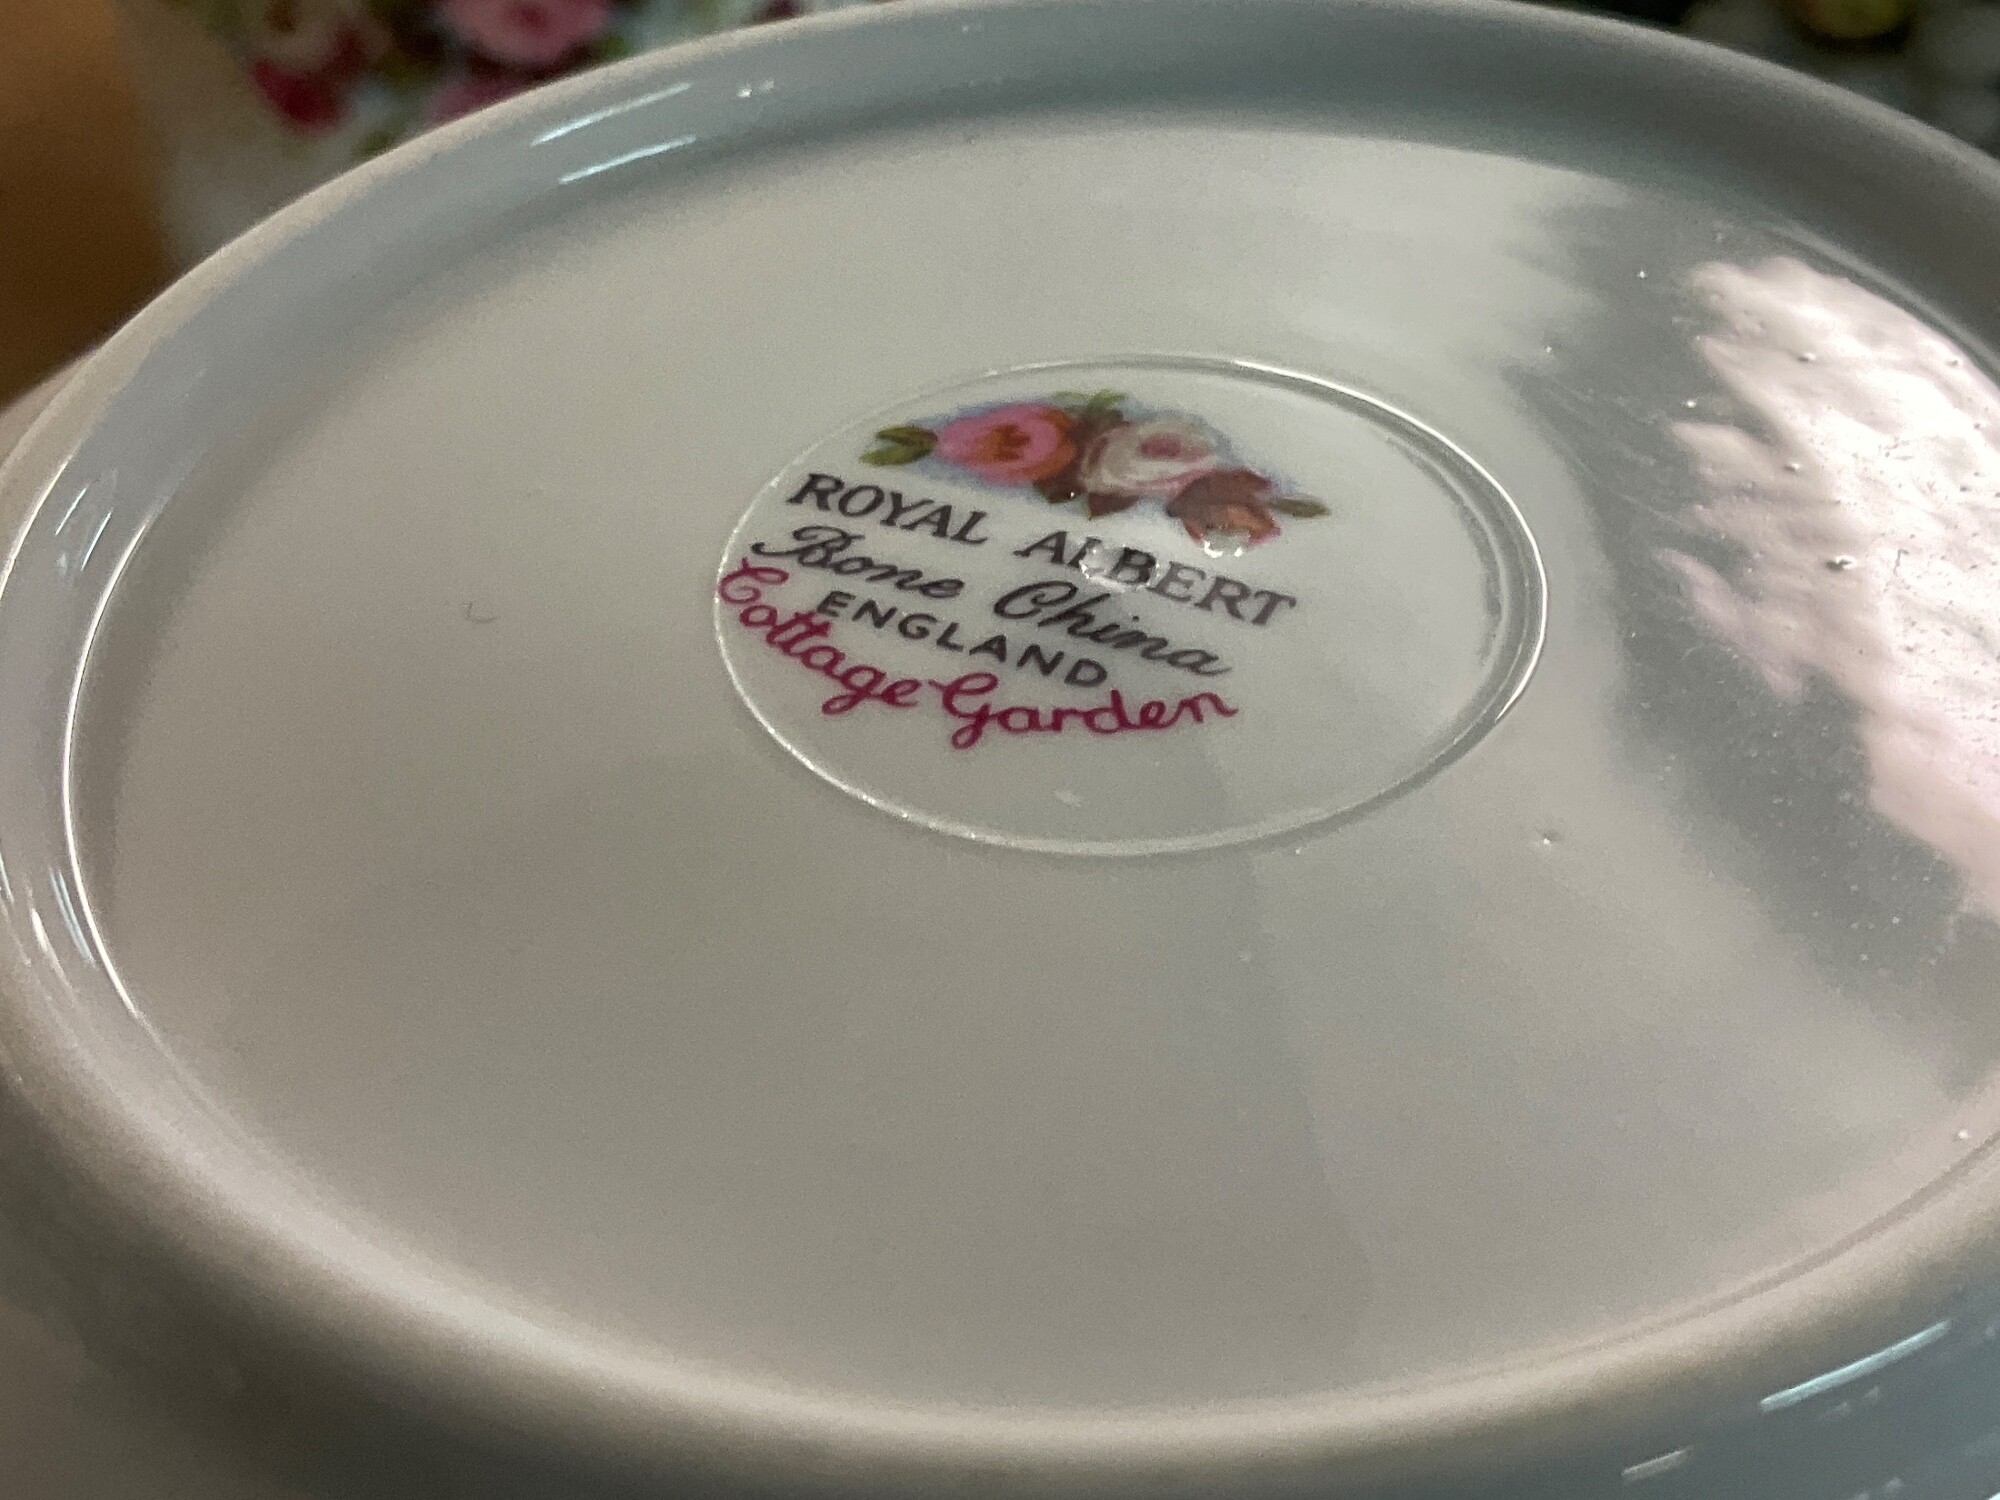 ROYAL ALBERT
Bone China
ENGLAND
Cottage Garden